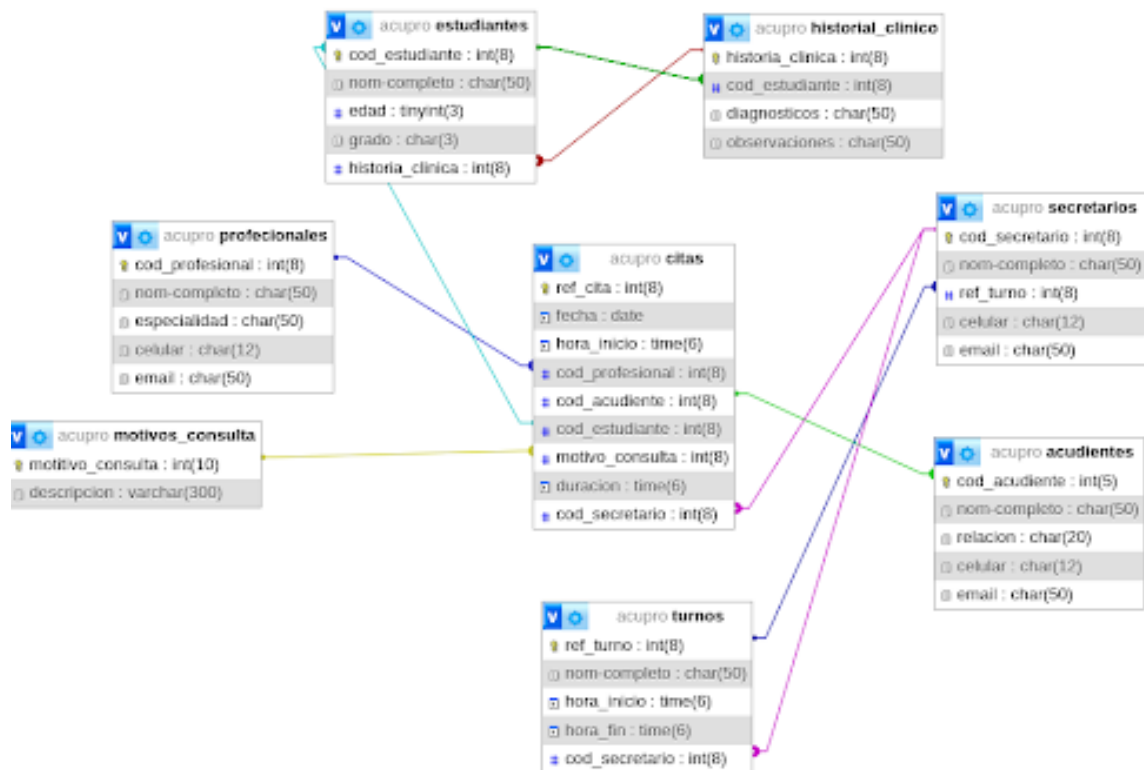 acupro estudiantes
cod_estudiante : int(8)
nom-completo : char(50)
edad : tinyint(3)
grado : char(3)
historia_clinica : int(8)
acupro historial_clinico
historia_clinica : int(8)
cod_estudiante : int(8)
diagnosticos : char(50)
observaciones : char(50)
acupro profecionales
cod_profesional : int(8)
nom-completo : char(50)
especialidad : char(50)
celular : char(12)
email : char(50)
acupro citas
ref_cita : int(8)
fecha : date
hora_inicio : time(6)
cod_profesional : int(8)
cod_acudiente : int(8)
cod_estudiante : int(8)
motivo_consulta : int(8)
duracion : time(6)
cod_secretario : int(8)
acupro secretarios
cod_secretario : int(8)
nom-completo : char(50)
ref_turno : int(8)
celular : char(12)
email : char(50)
acupro motivos_consulta
motitivo_consulta : int(10)
descripcion : varchar(300)
acupro acudientes
cod_acudiente : int(5)
nom-completo : char(50)
relacion : char(20)
celular : char(12)
email : char(50)
acupro turnos
ref_turno : int(8)
nom-completo : char(50)
hora_inicio : time(6)
hora_fin : time(6)
cod_secretario : int(8)